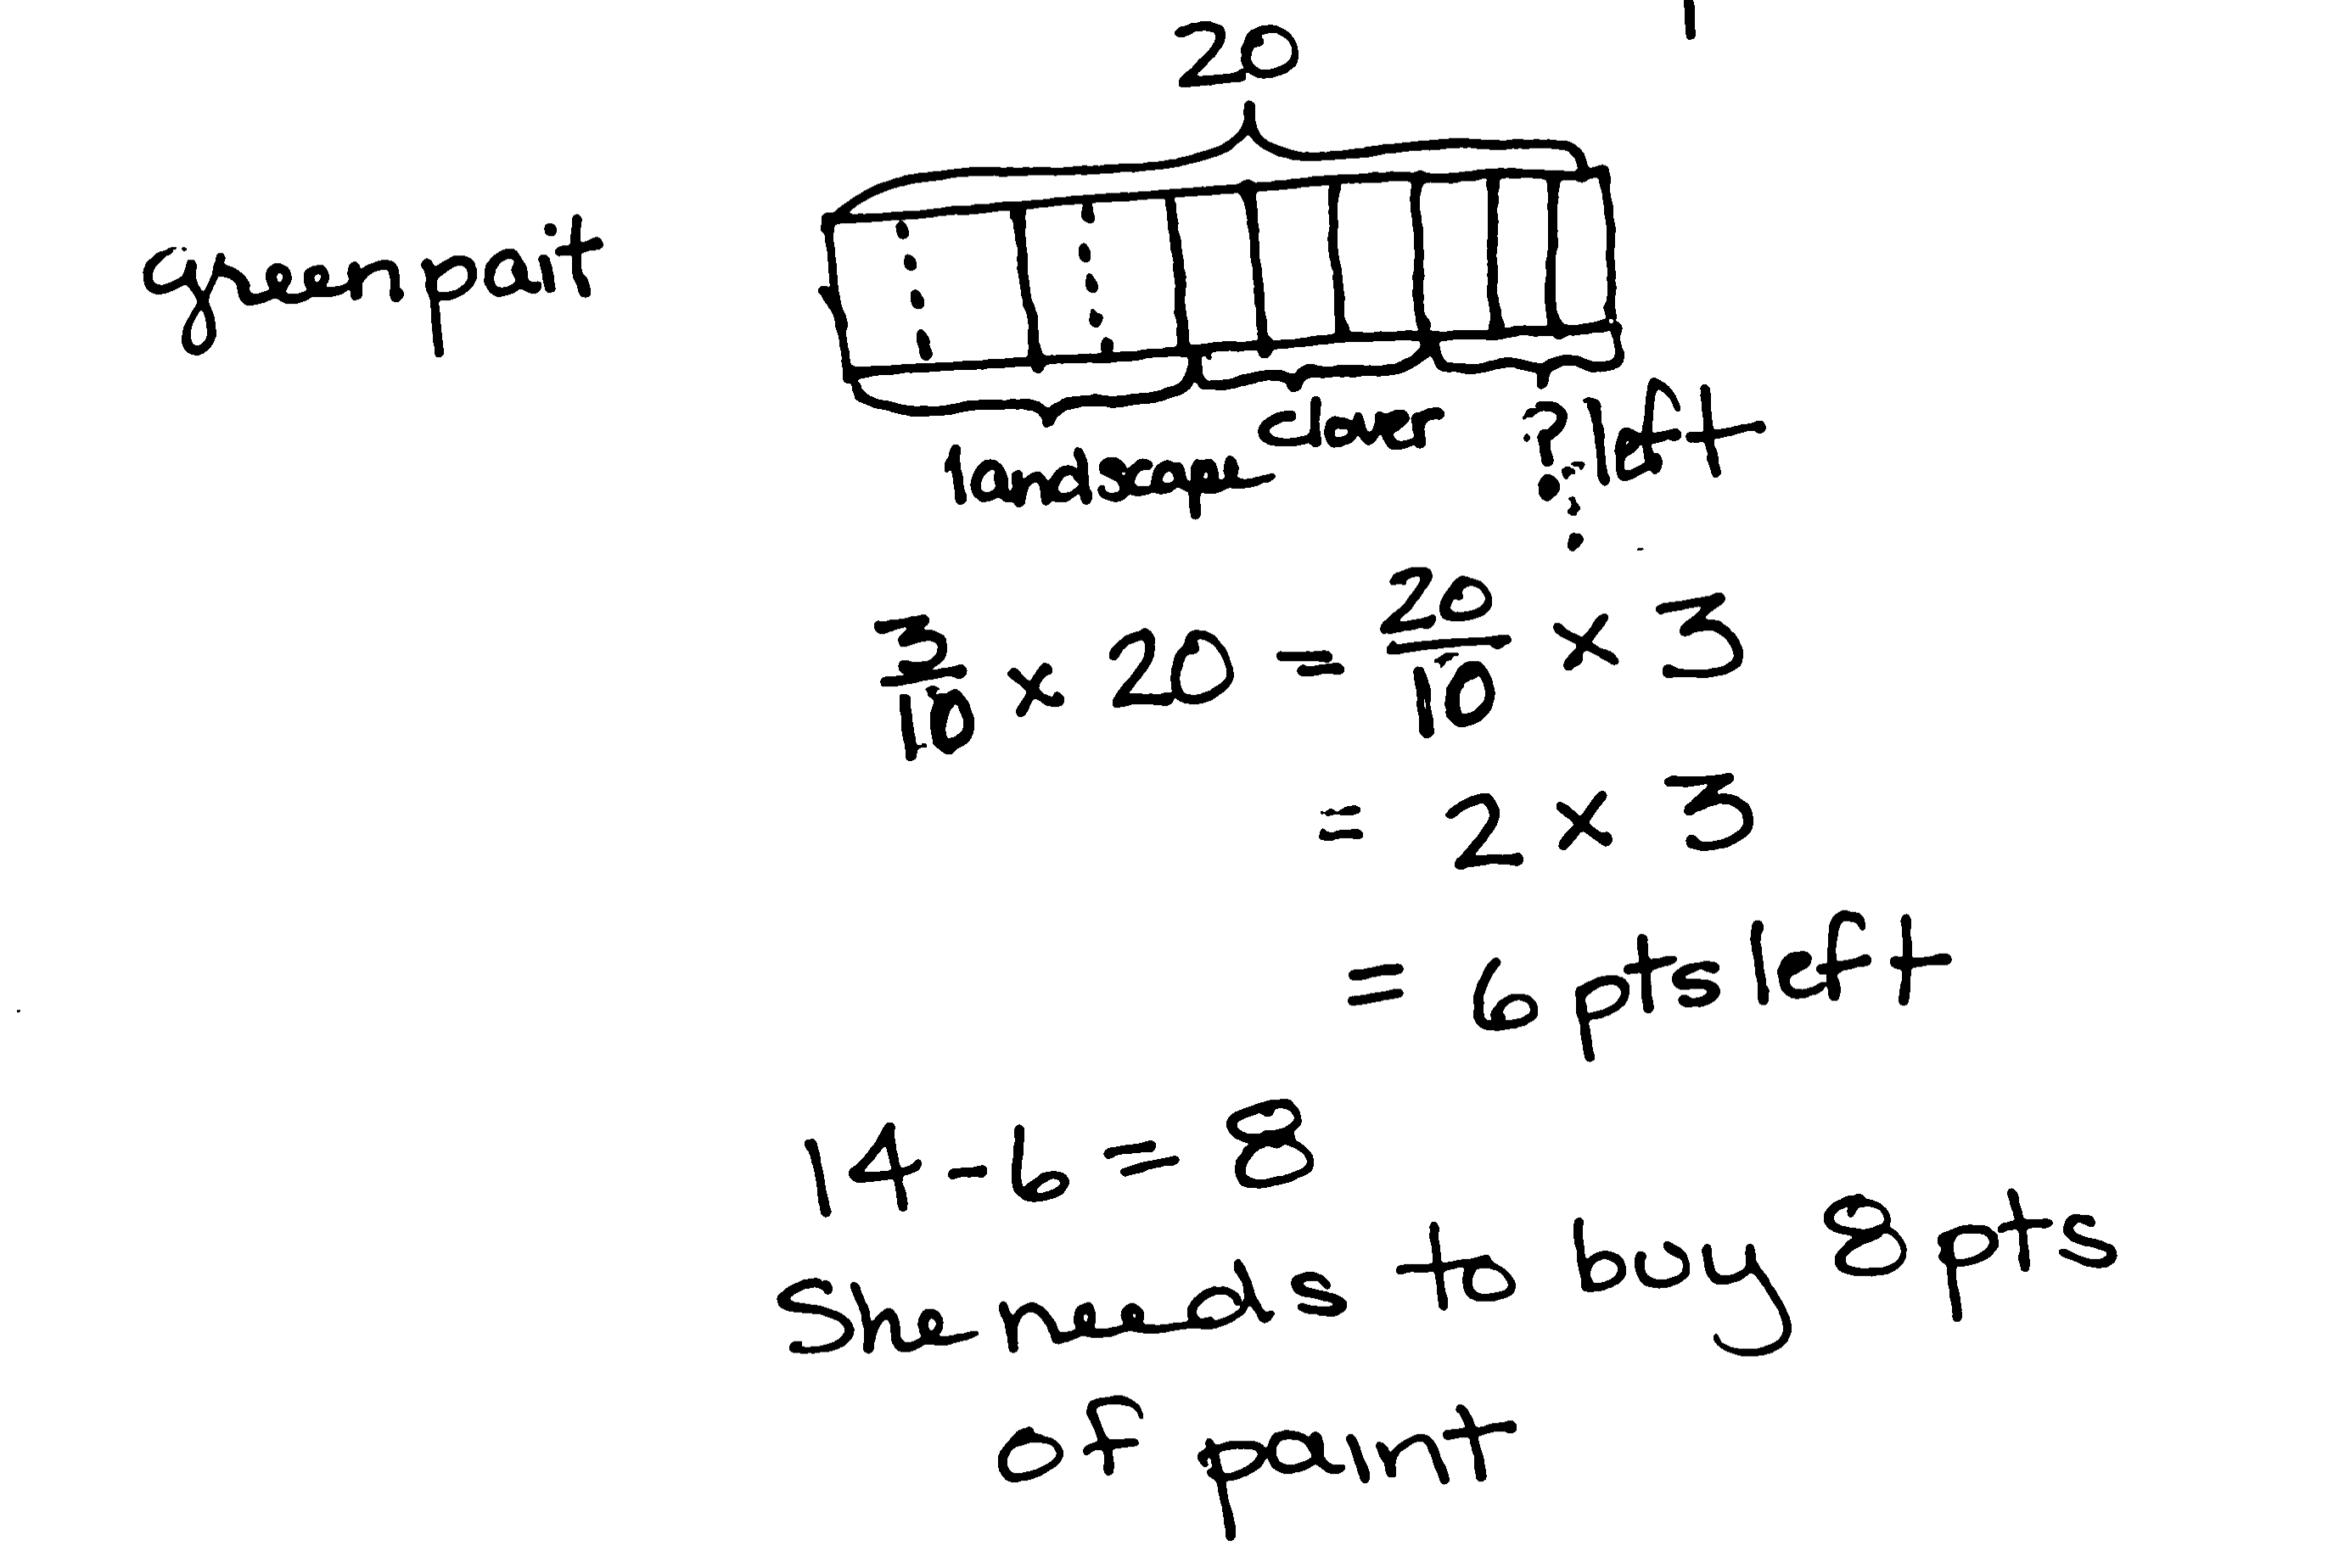 20
green pait
landscape clover ? left
3/10 x 20 = 20/10 x 3
= 2 x 3
= 6 pts left
14 - 6 = 8
She needs to buy 8 pts
of paint